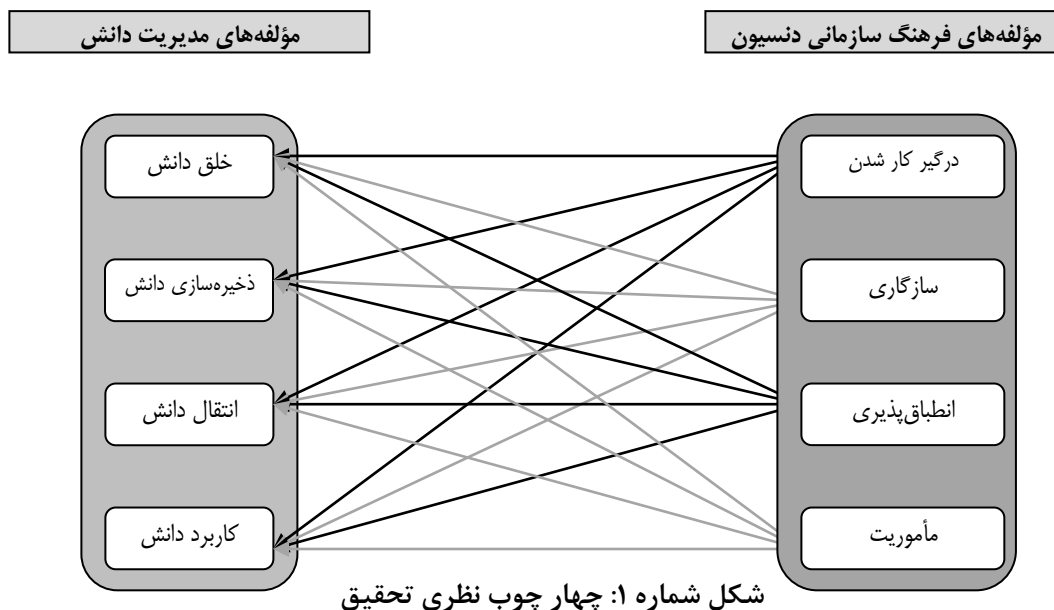 مؤلفه‌های فرهنگ سازمانی دنسیون
مؤلفه‌های مدیریت دانش
درگیر کار شدن
سازگاری
انطباق‌پذیری
مأموریت
خلق دانش
ذخیره‌سازی دانش
انتقال دانش
کاربرد دانش
شکل شماره ۱: چهار چوب نظری تحقیق